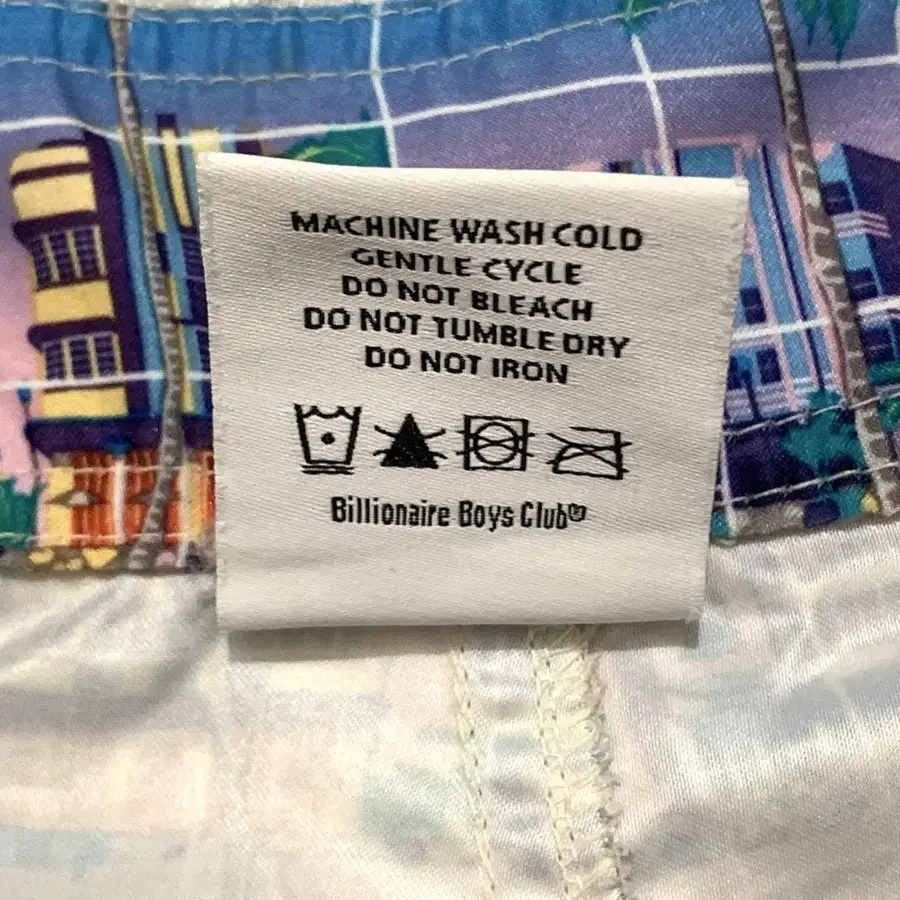 MACHINE WASH COLD
GENTLE CYCLE
DO NOT BLEACH
DO NOT TUMBLE DRY
DO NOT IRON
Billionaire Boys Club®